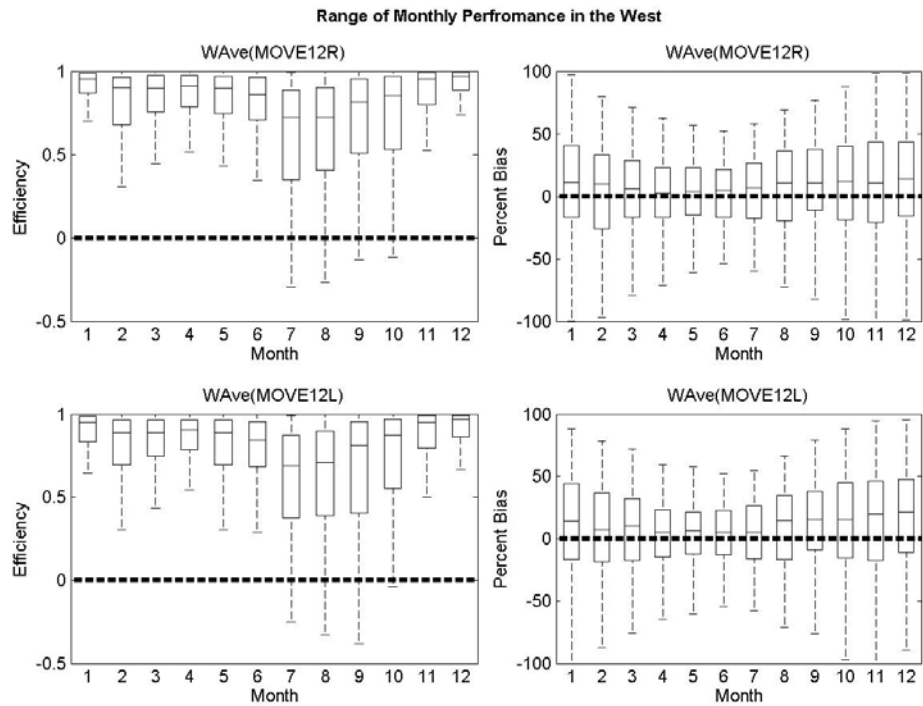 Range of Monthly Perfromance in the West
WAve(MOVE12R)
1
0.5
0
-0.5
Efficiency
1 2 3 4 5 6 7 8 9 10 11 12
Month
WAve(MOVE12R)
100
50
0
-50
-100
Percent Bias
1 2 3 4 5 6 7 8 9 10 11 12
Month
WAve(MOVE12L)
1
0.5
0
-0.5
Efficiency
1 2 3 4 5 6 7 8 9 10 11 12
Month
WAve(MOVE12L)
100
50
0
-50
-100
Percent Bias
1 2 3 4 5 6 7 8 9 10 11 12
Month